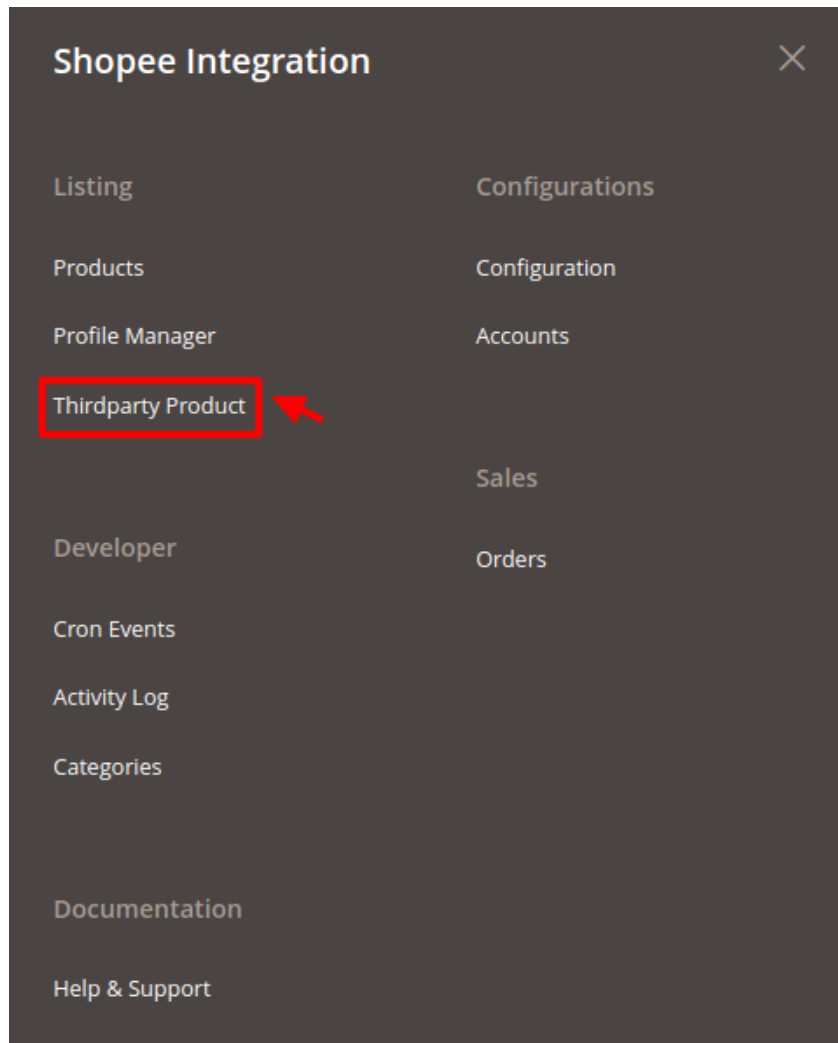 Shopee Integration
Listing
Products
Profile Manager
Thirdparty Product
Developer
Cron Events
Activity Log
Categories
Documentation
Help & Support
Configurations
Configuration
Accounts
Sales
Orders